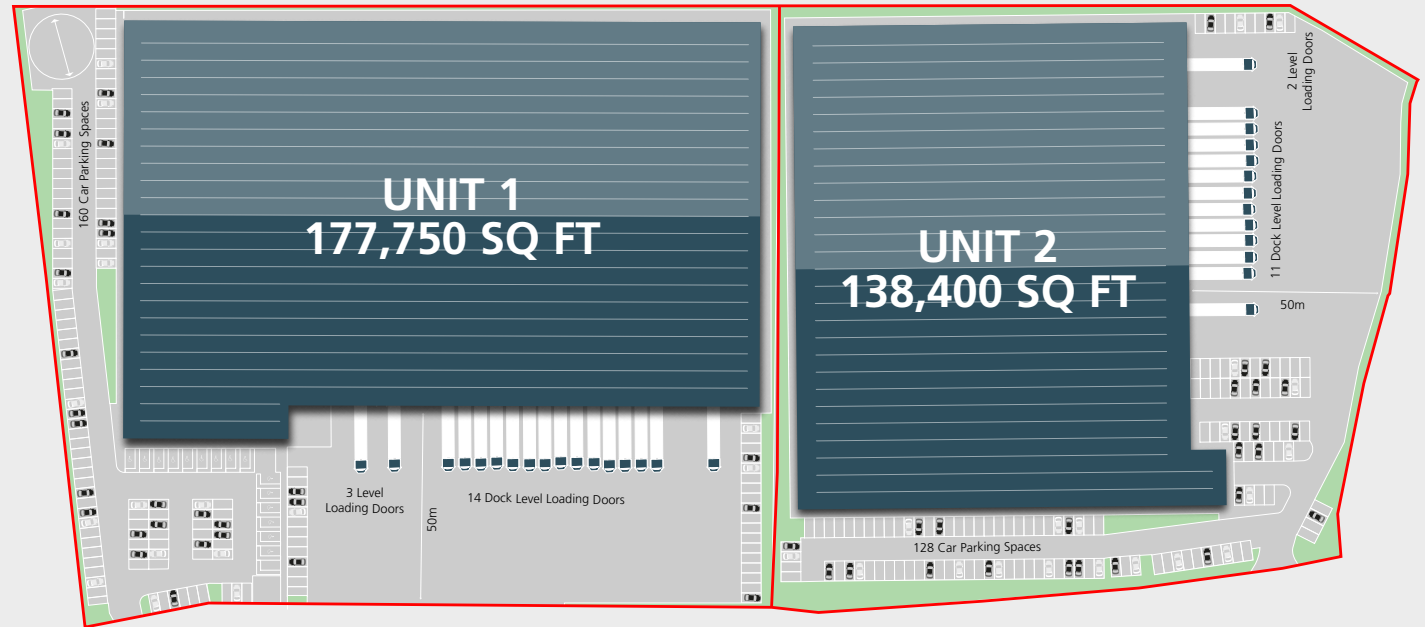 160 Car Parking Spaces
UNIT 1
177,750 SQ FT
3 Level
Loading Doors
14 Dock Level Loading Doors
50m
UNIT 2
138,400 SQ FT
2 Level
Loading Doors
11 Dock Level Loading Doors
50m
128 Car Parking Spaces